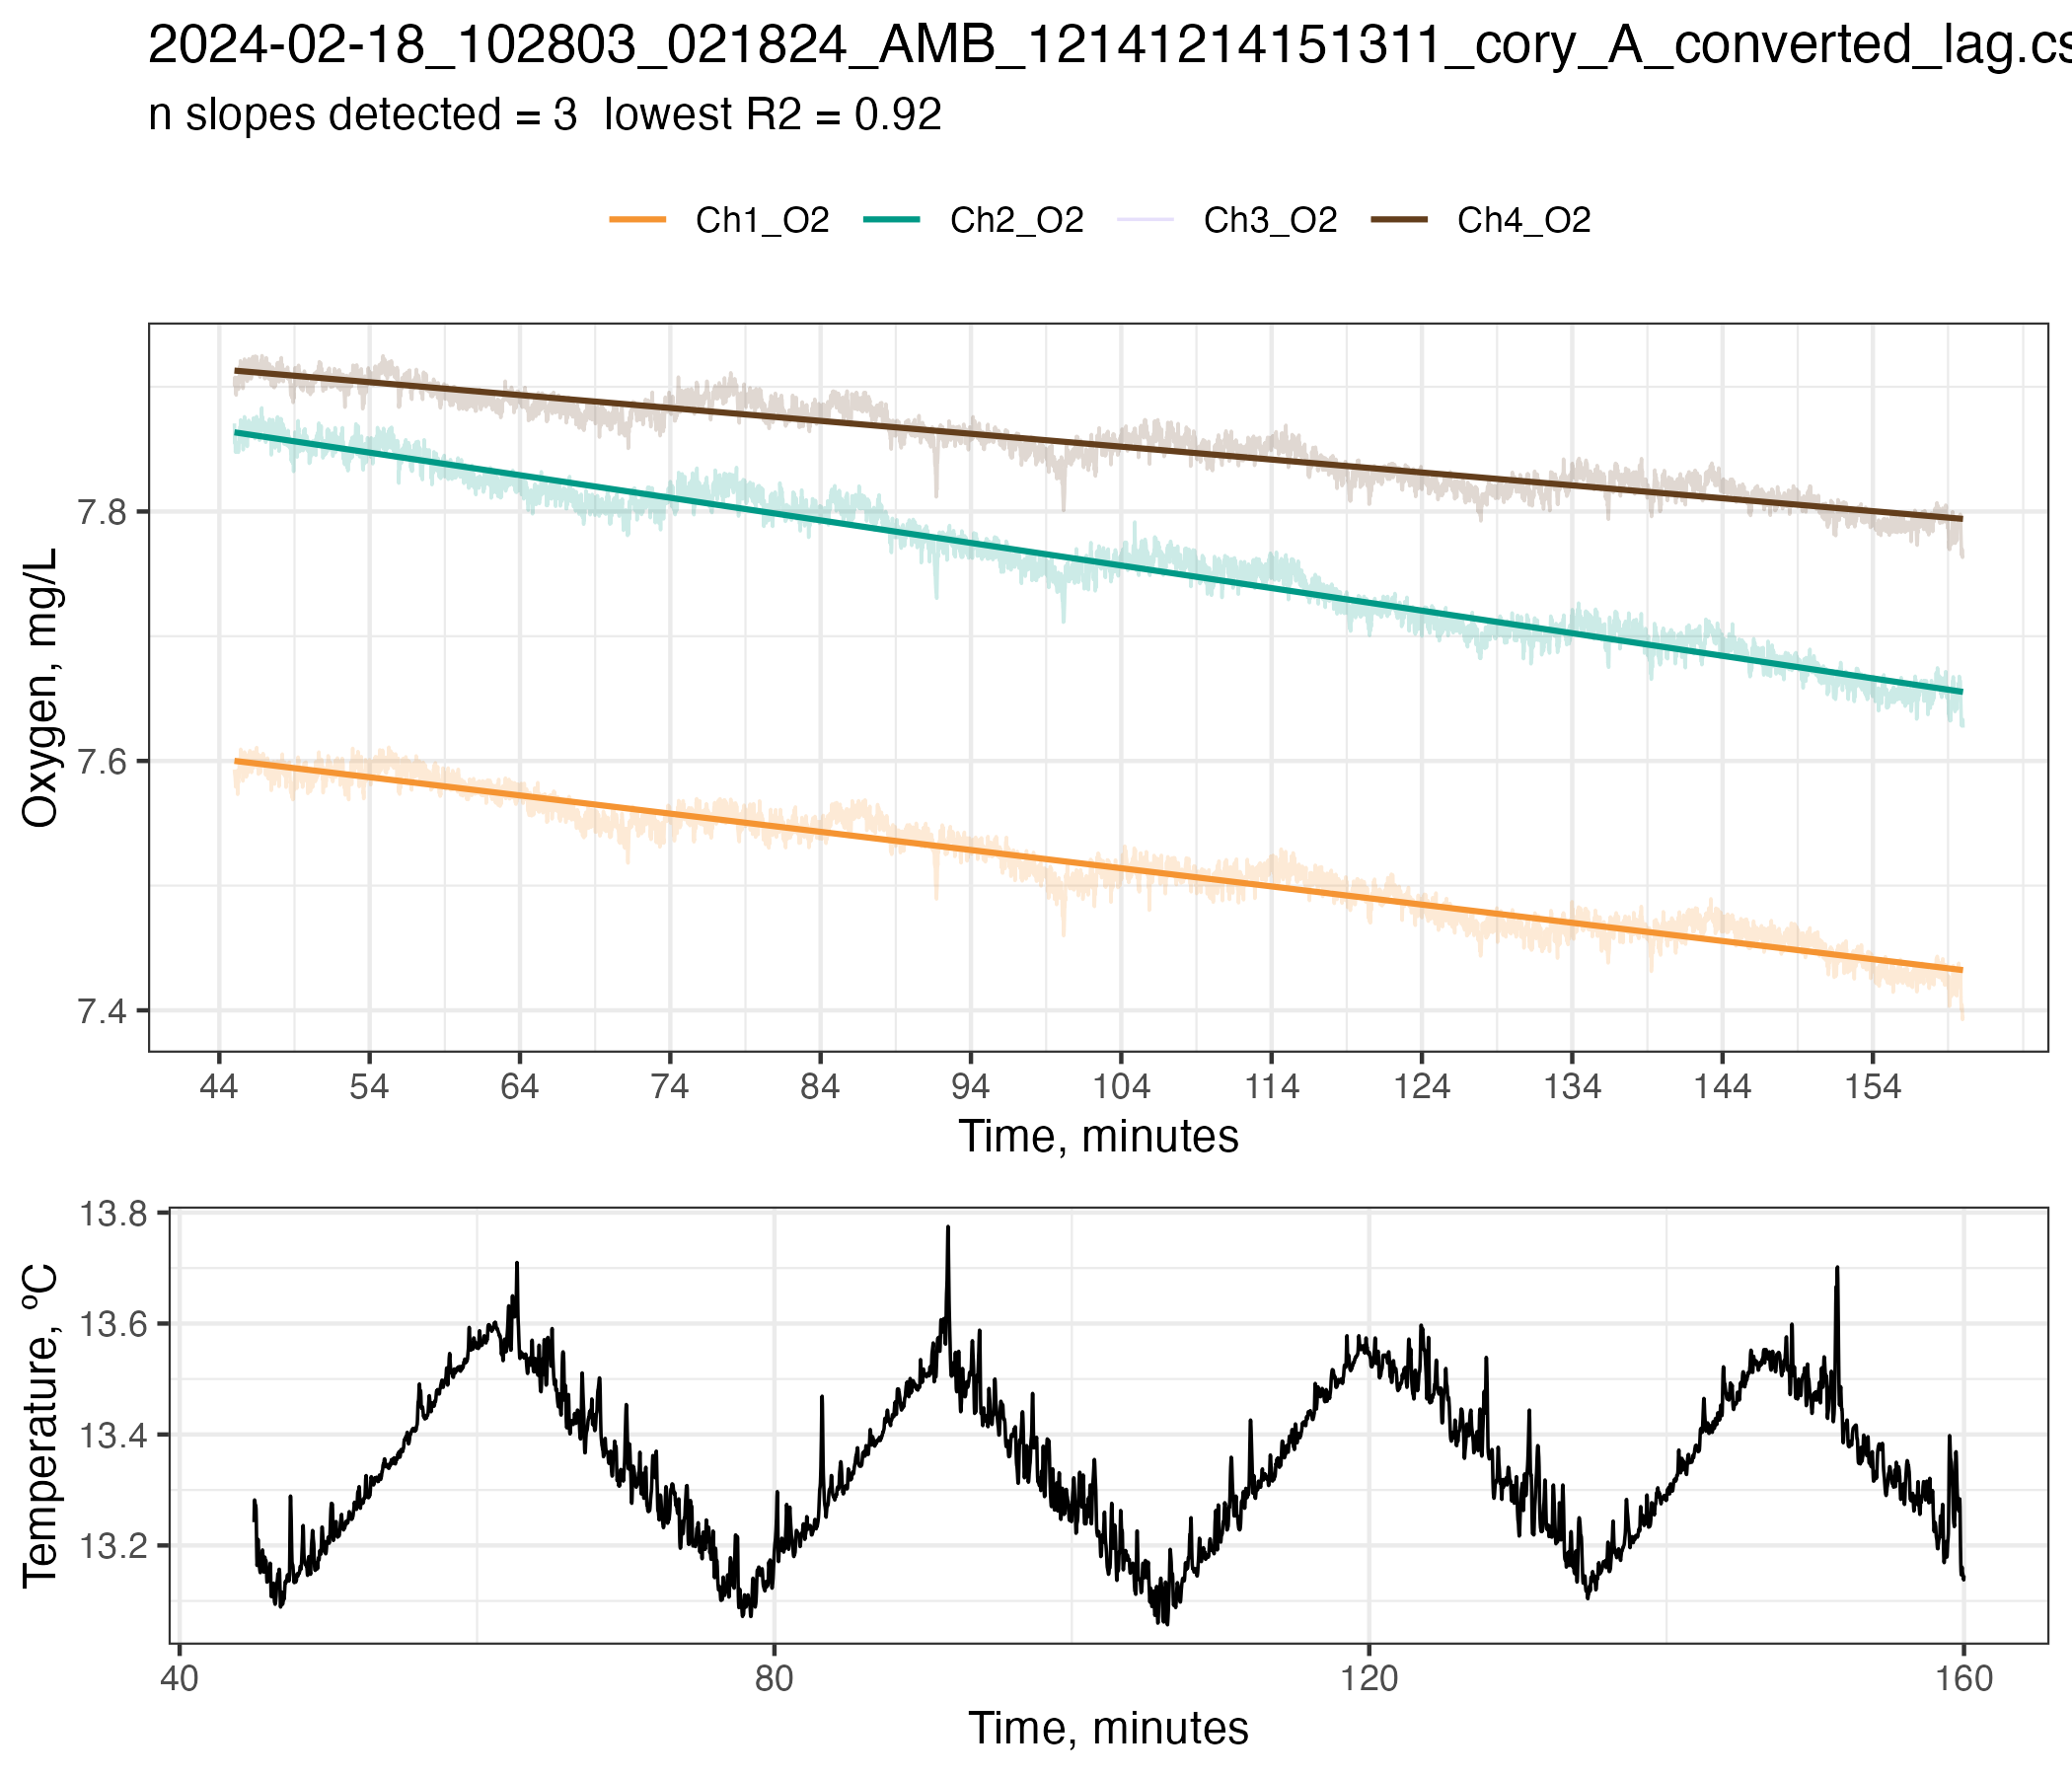 2024-02-18_102803_021824_AMB_12141214151311_cory_A_converted_lag.cs
n slopes detected = 3 lowest R2 = 0.92
Ch1_O2 Ch2_O2 Ch3_O2 Ch4_O2
Oxygen, mg/L
7.8
7.6
7.4
44 54 64 74 84 94 104 114 124 134 144 154
Time, minutes
Temperature, ºC
13.8
13.6
13.4
13.2
40 80 120 160
Time, minutes